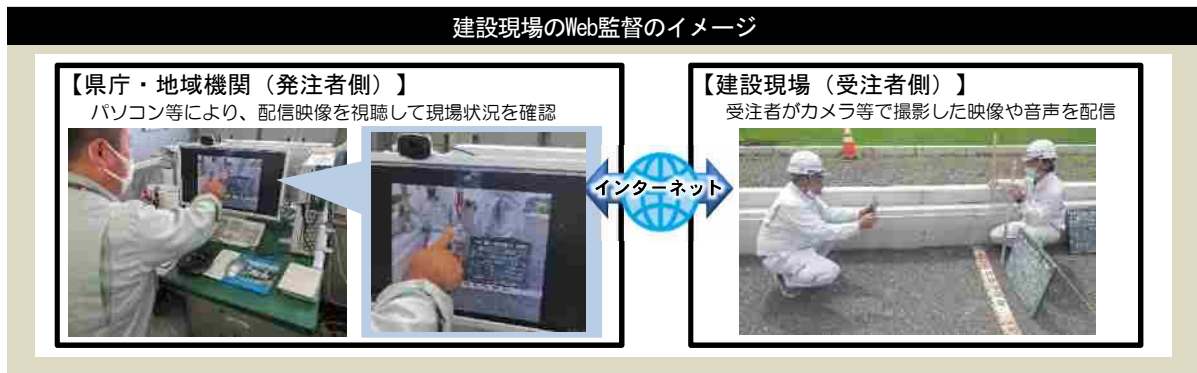 建設現場のWeb監督のイメージ
【県庁・地域機関（発注者側）】
パソコン等により、配信映像を視聴して現場状況を確認
インターネット
【建設現場（受注者側）】
受注者がカメラ等で撮影した映像や音声を配信